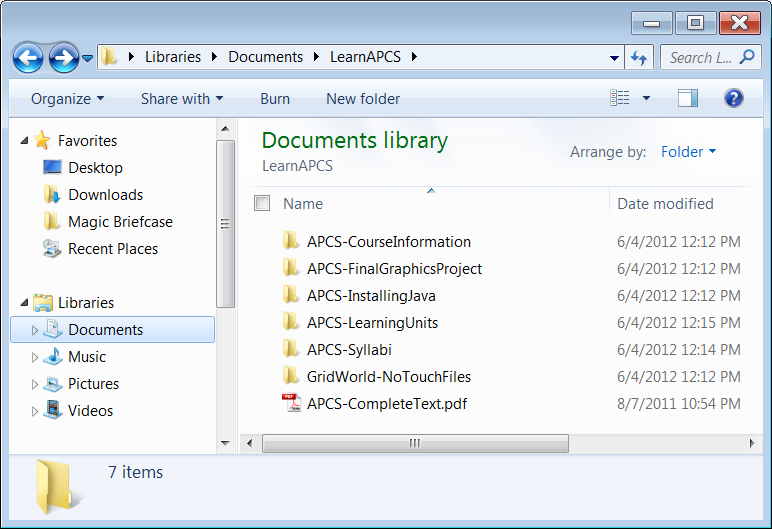 Libraries Documents LearnAPCS Search L...
Organize Share with Burn New folder
Favorites
Desktop
Downloads
Magic Briefcase
Recent Places
Libraries
Documents
Music
Pictures
Videos
Documents library
LearnAPCS
Arrange by: Folder
Name Date modified
APCS-CourseInformation 6/4/2012 12:12 PM
APCS-FinalGraphicsProject 6/4/2012 12:12 PM
APCS-InstallingJava 6/4/2012 12:12 PM
APCS-LearningUnits 6/4/2012 12:15 PM
APCS-Syllabi 6/4/2012 12:14 PM
GridWorld-NoTouchFiles 6/4/2012 12:12 PM
APCS-CompleteText.pdf 8/7/2011 10:54 PM
7 items